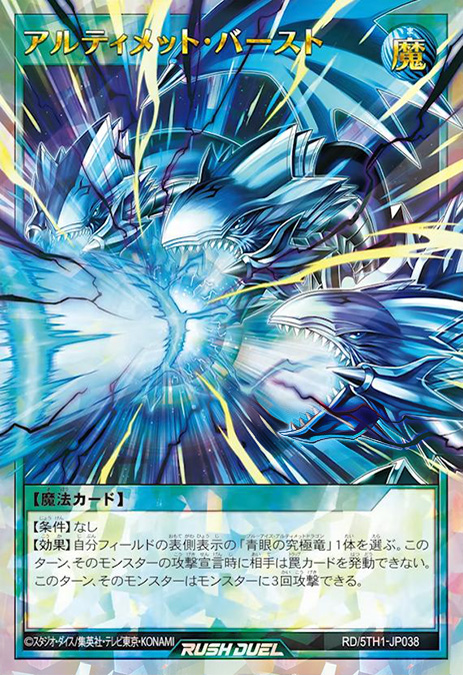 アルティメット・バースト
魔
【魔法カード】
【条件】なし
【効果】自分フィールドの表側表示の「青眼の究極竜」1体を選ぶ。この
ターン、そのモンスターの攻撃宣言時に相手は罠カードを発動できない。
このターン、そのモンスターはモンスターに3回攻撃できる。
©スタジオ・ダイス/集英社・テレビ東京・KONAMI
RUSH DUEL
RD/5TH1-JP038